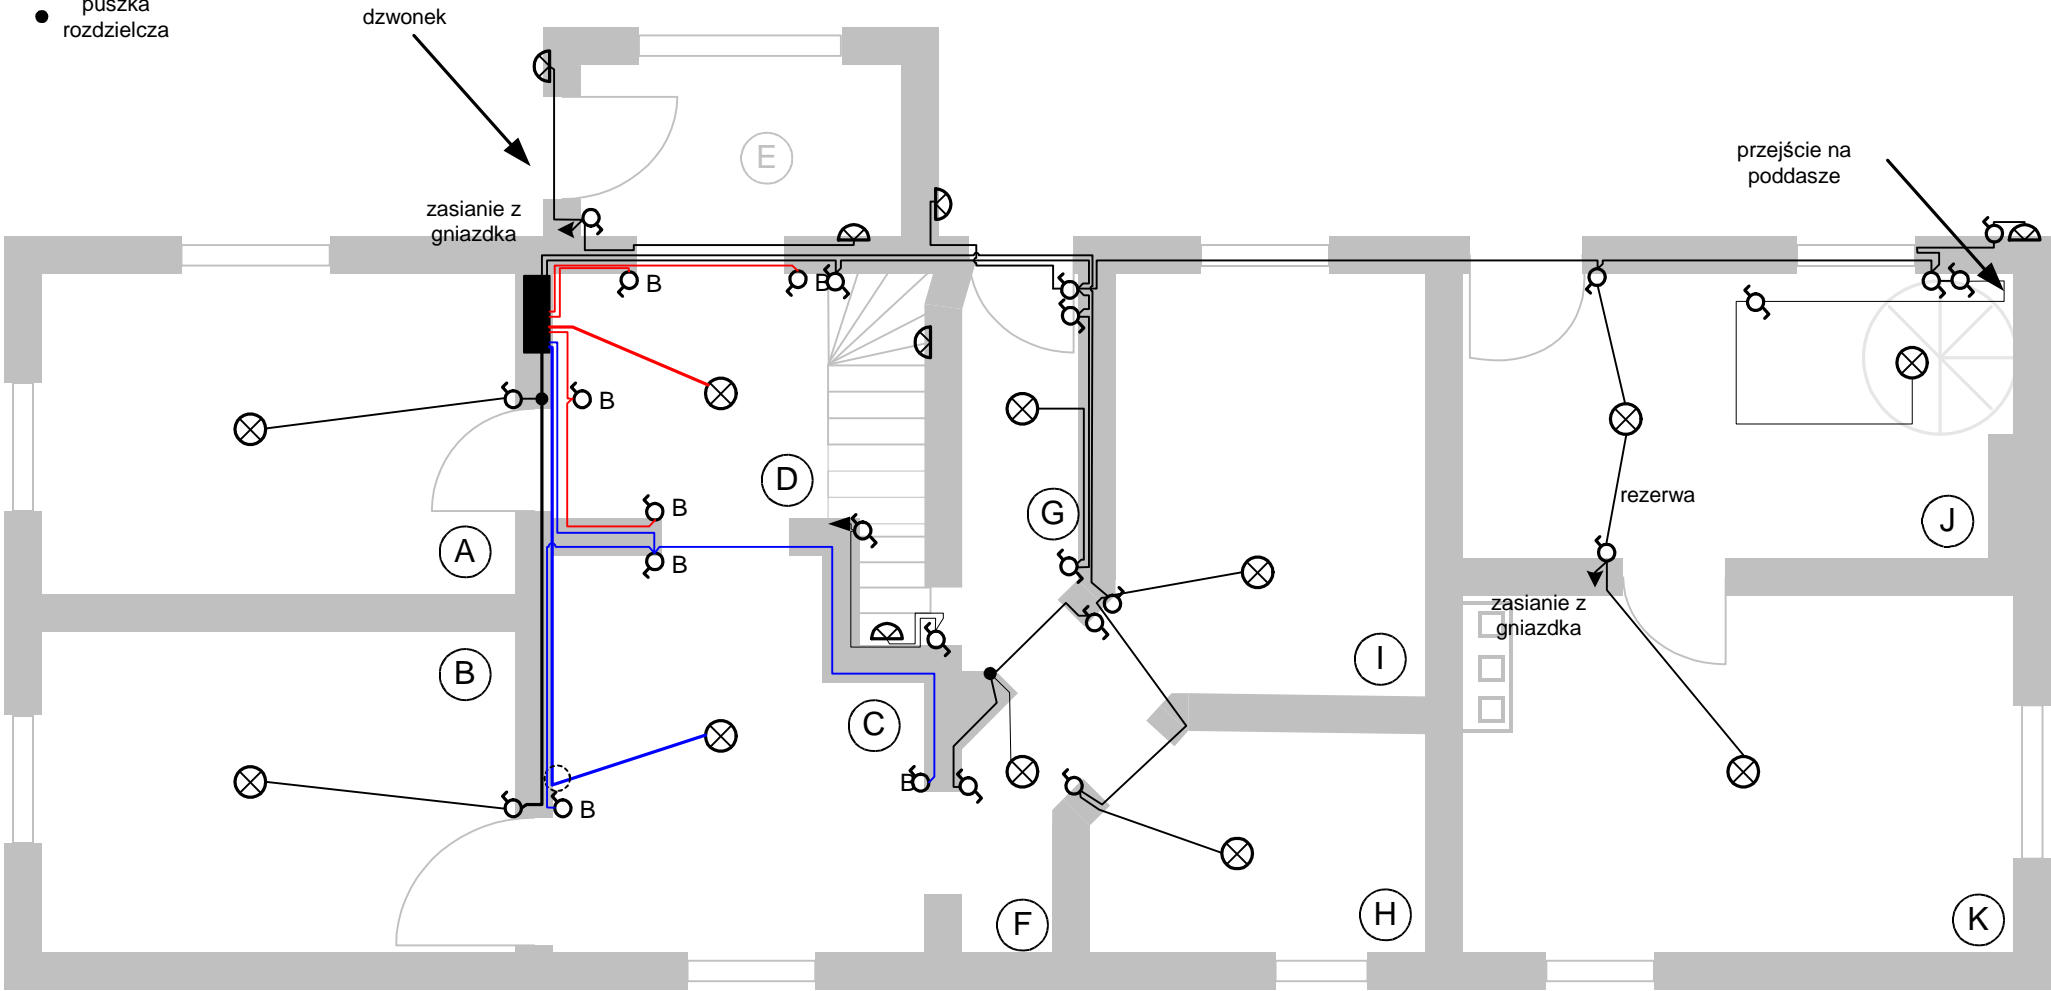 puszka
rozdzielcza
dzwonek
E
przejście na
poddasze
zasianie z
gniazdka
B
B
B
D
rezerwa
B
G
J
A
B
zasianie z
gniazdka
B
I
C
B
B
F
H
K